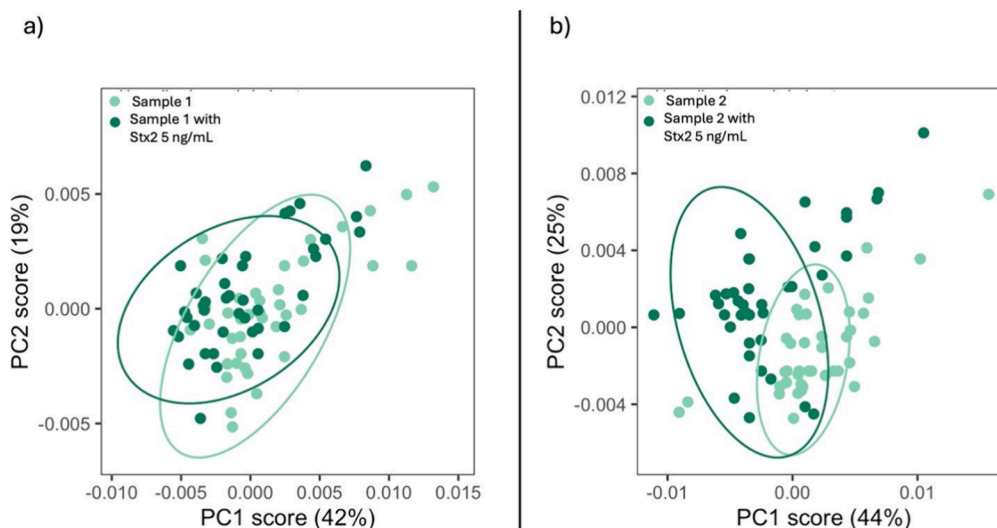 a)
Sample 1
Sample 1 with
Stx2 5 ng/mL
PC2 score (19%)
0.005
0.000
-0.005
-0.010
-0.005
0.000
0.005
0.010
0.015
PC1 score (42%)
b)
Sample 2
Sample 2 with
Stx2 5 ng/mL
PC2 score (25%)
0.012
0.008
0.004
0.000
-0.004
-0.01
0.00
0.01
PC1 score (44%)